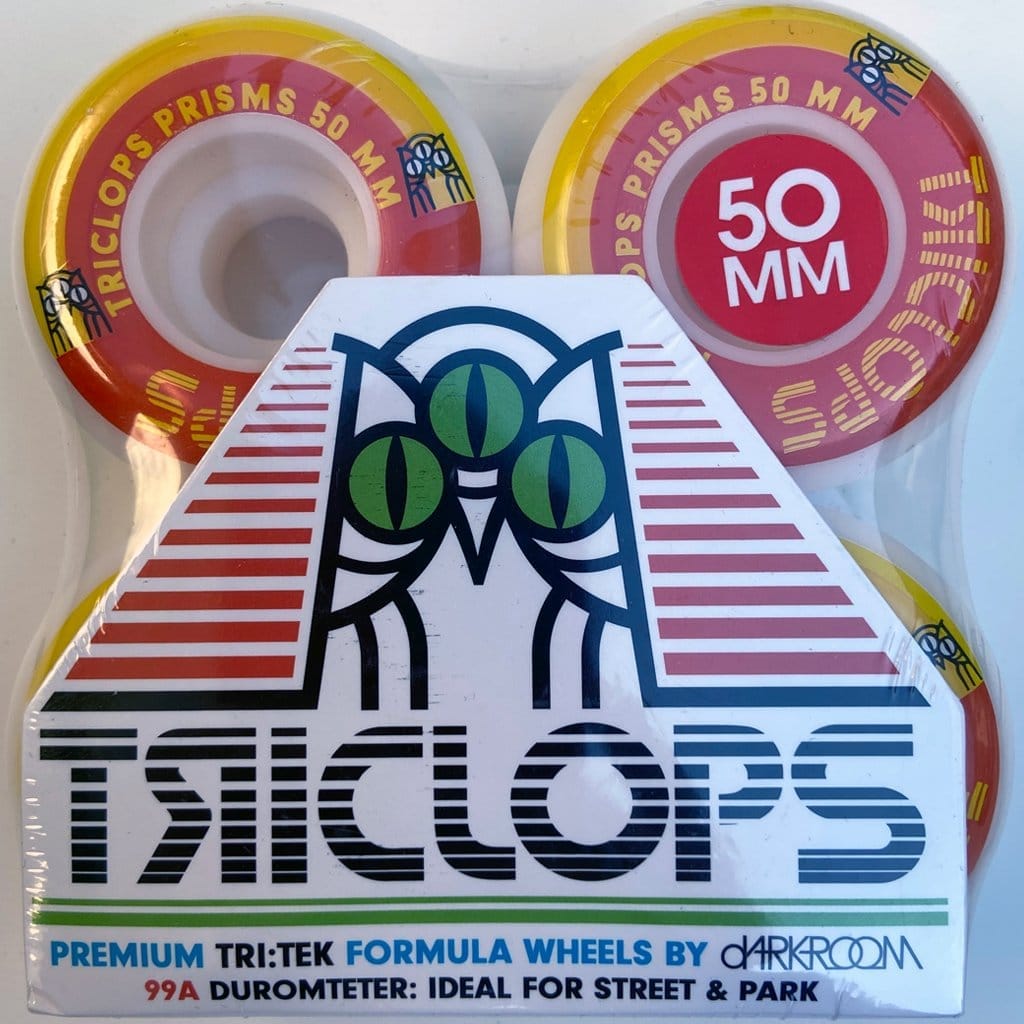 TRICLOPS PRISMS 50 MM
PRISMS 50 MM
50
MM
TRICLOPS
TRICLOPS
PREMIUM TRI:TEK FORMULA WHEELS BY DARKROOM
99A DUROMTETER: IDEAL FOR STREET & PARK